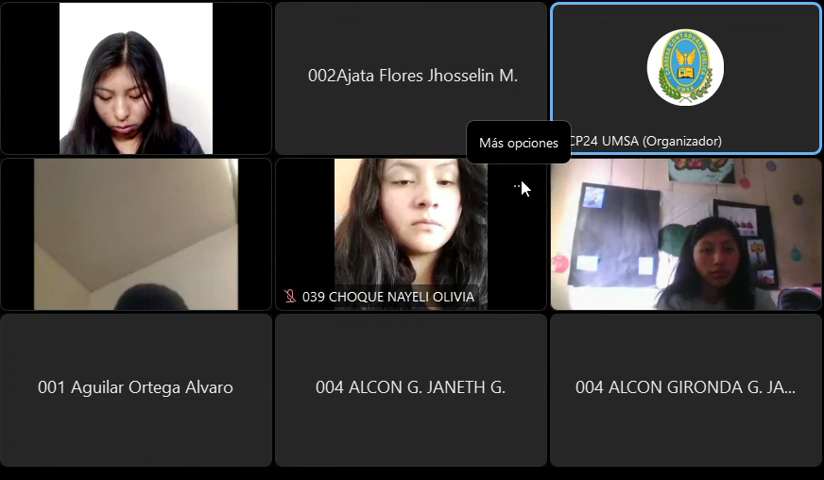 002Ajata Flores Jhosselin M.
CP24 UMSA (Organizador)
Más opciones
039 CHOQUE NAYELI OLIVIA
001 Aguilar Ortega Alvaro
004 ALCON G. JANETH G.
004 ALCON GIRONDA G. JA...